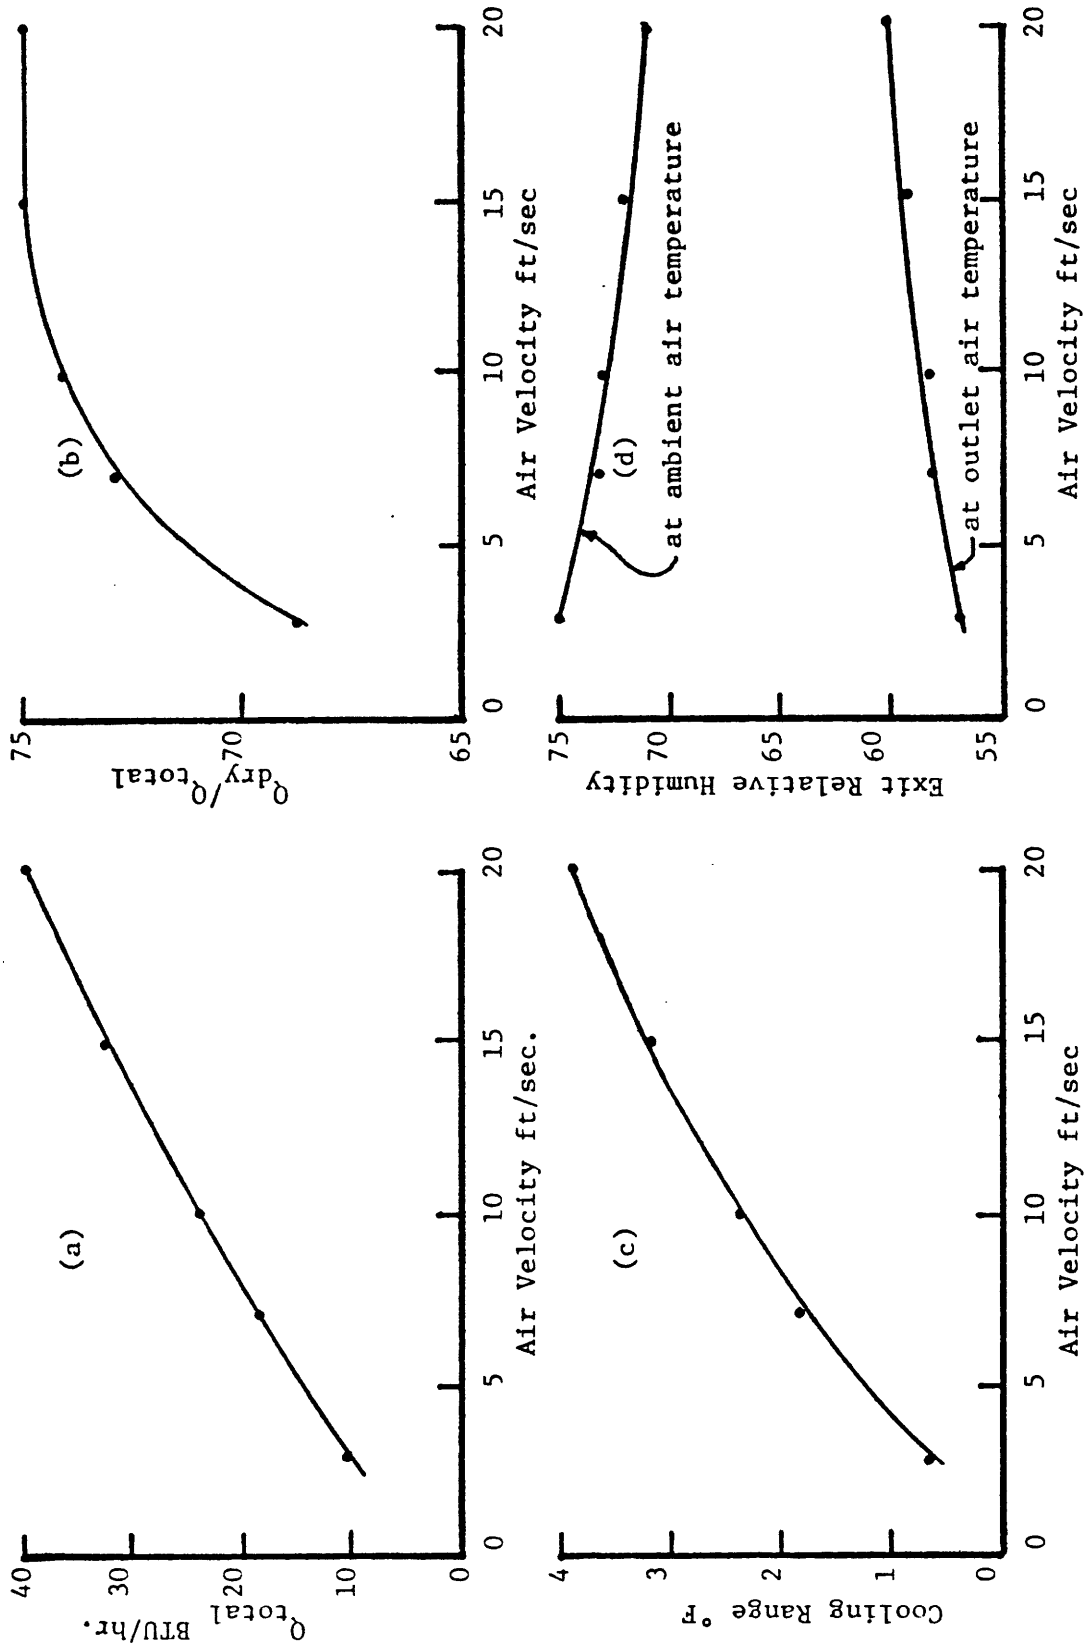 (a)
40
30
20
10
0
Q total BTU/hr.
0
5
10
15
20
Air Velocity ft/sec.
(b)
75
70
65
Q dry/Q total
0
5
10
15
20
Air Velocity ft/sec
(c)
4
3
2
1
0
Cooling Range °F
0
5
10
15
20
Air Velocity ft/sec
(d)
75
70
65
60
55
Exit Relative Humidity
at ambient air temperature
at outlet air temperature
0
5
10
15
20
Air Velocity ft/sec